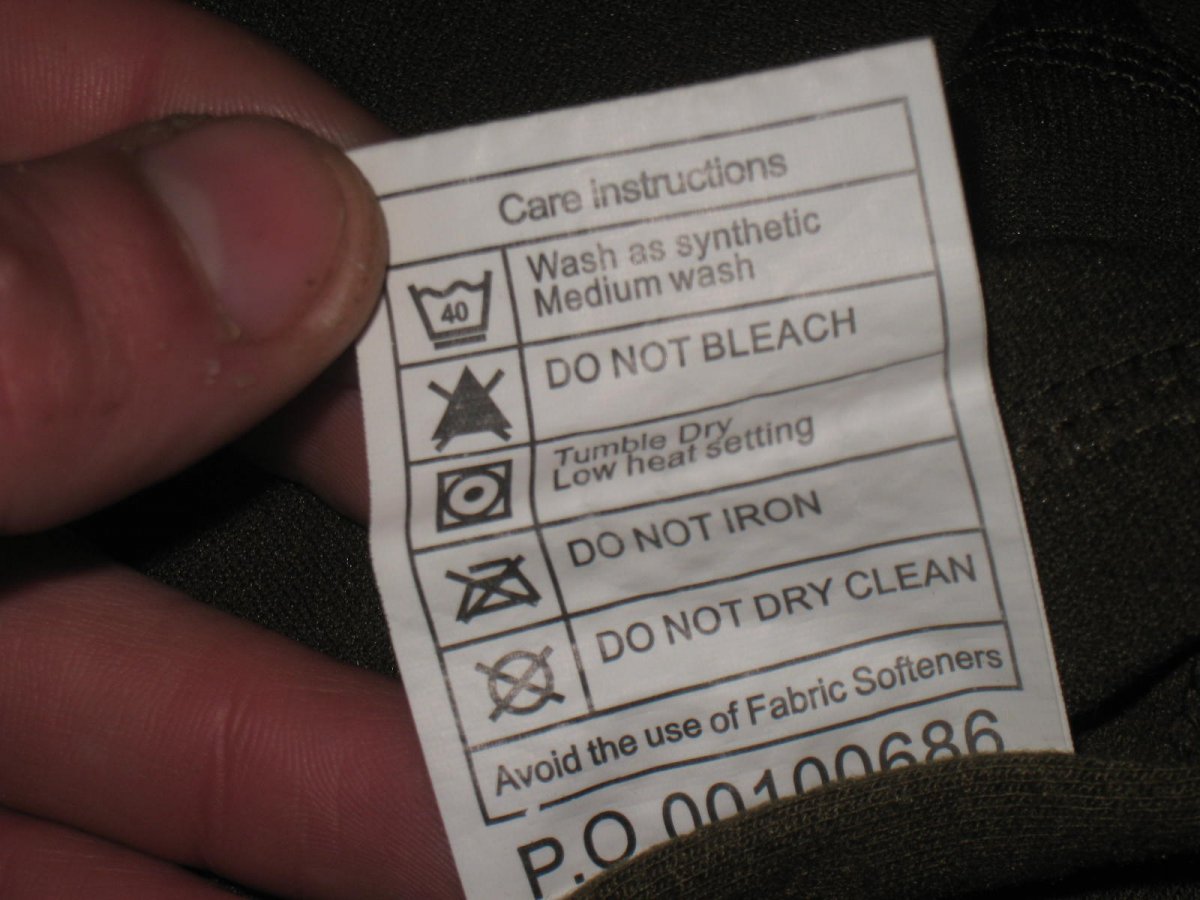 Care instructions
40
Wash as synthetic
Medium wash
DO NOT BLEACH
Tumble Dry
Low heat setting
DO NOT IRON
DO NOT DRY CLEAN
Avoid the use of Fabric Softeners
P.O 00100686